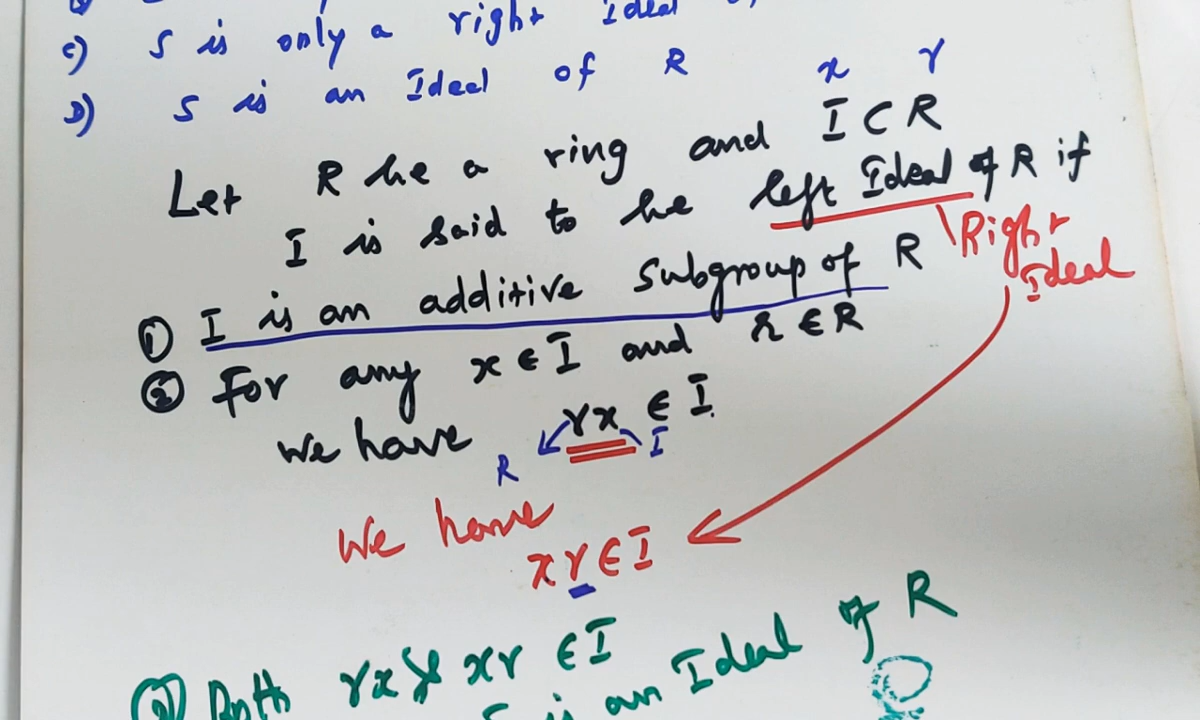 c) S is only a right Ideal
D) S is an Ideal of R
x r
Let R be a ring and I ⊂ R
I is said to be left Ideal of R if
\ Right Ideal
① I is an additive subgroup of R
② For any x ∈ I and r ∈ R
we have rx ∈ I.
R I
We have
xr ∈ I
Both rx & xr ∈ I
S is an Ideal of R